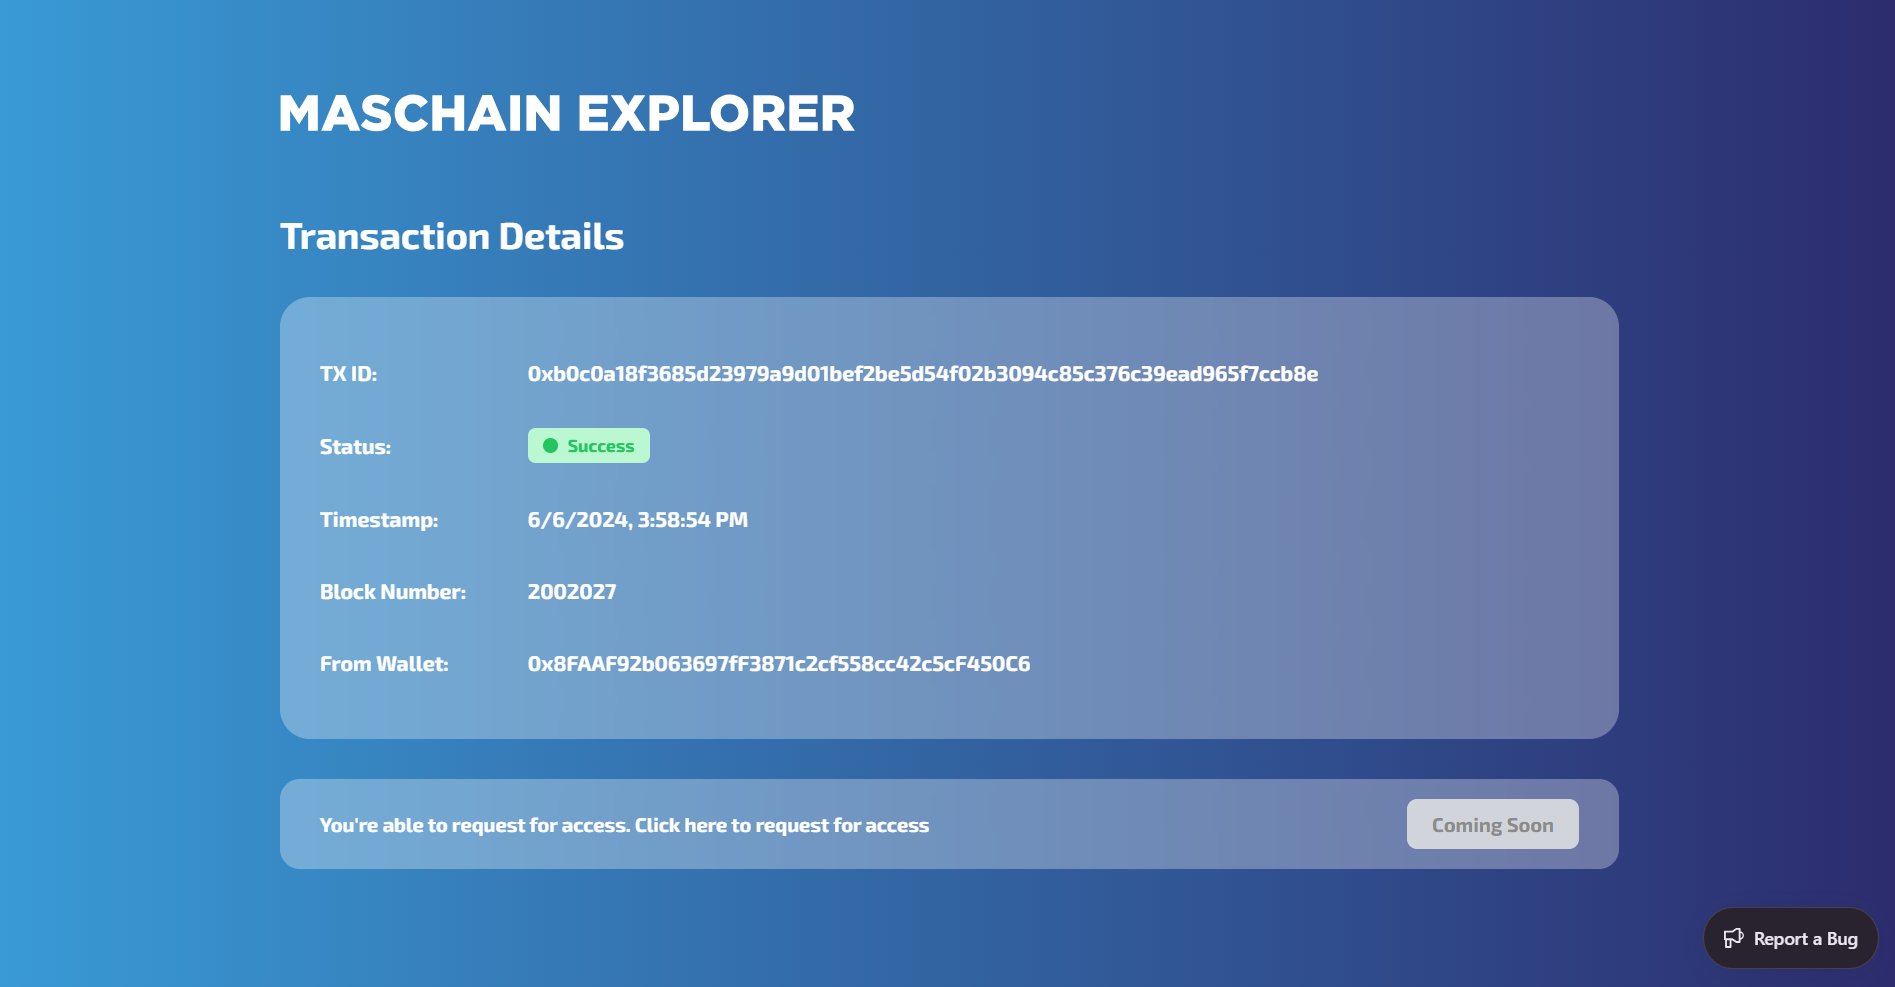 MASCHAIN EXPLORER
Transaction Details
TX ID: 0xb0c0a18f3685d23979a9d01bef2be5d54f02b3094c85c376c39ead965f7ccb8e
Status: Success
Timestamp: 6/6/2024, 3:58:54 PM
Block Number: 2002027
From Wallet: 0x8FAAF92b063697fF3871c2cf558cc42c5cF450C6
You're able to request for access. Click here to request for access Coming Soon
Report a Bug